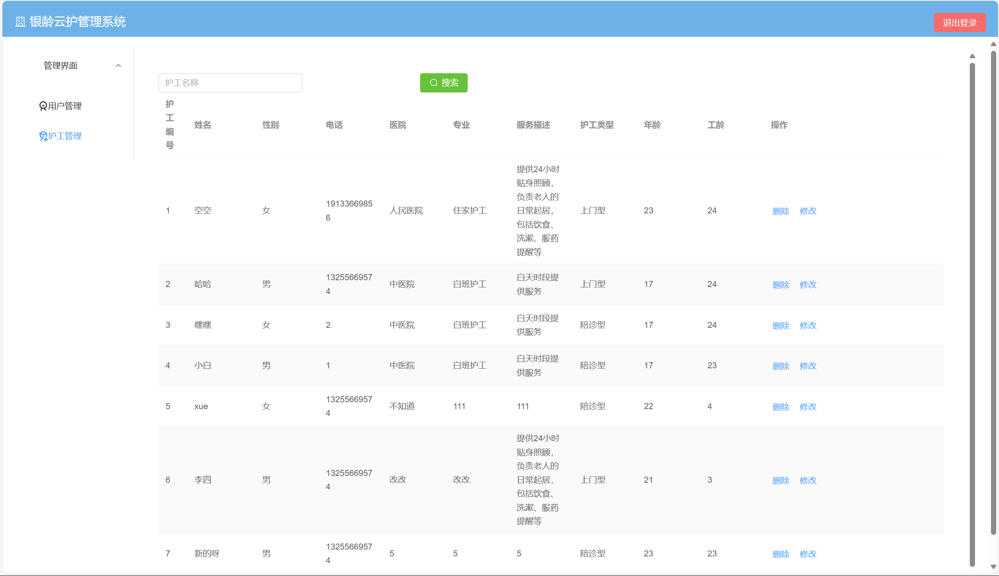 银龄云护管理系统
退出登录
管理界面
用户管理
护工管理
护工名称
搜索
护工编号 姓名 性别 电话 医院 专业 服务描述 护工类型 年龄 工龄 操作
1 空空 女 19133669856 人民医院 住家护工 提供24小时贴身照顾，负责老人的日常起居，包括饮食、洗漱、服药提醒等 上门型 23 24 删除 修改
2 哈哈 男 13255669574 中医院 白班护工 白天时段提供服务 上门型 17 24 删除 修改
3 嘿嘿 女 2 中医院 白班护工 白天时段提供服务 陪诊型 17 24 删除 修改
4 小白 男 1 中医院 白班护工 白天时段提供服务 陪诊型 17 23 删除 修改
5 xue 女 13255669574 不知道 111 111 陪诊型 22 4 删除 修改
6 李四 男 13255669574 改改 改改 提供24小时贴身照顾，负责老人的日常起居，包括饮食、洗漱、服药提醒等 上门型 21 3 删除 修改
7 新的呀 男 13255669574 5 5 5 陪诊型 23 23 删除 修改